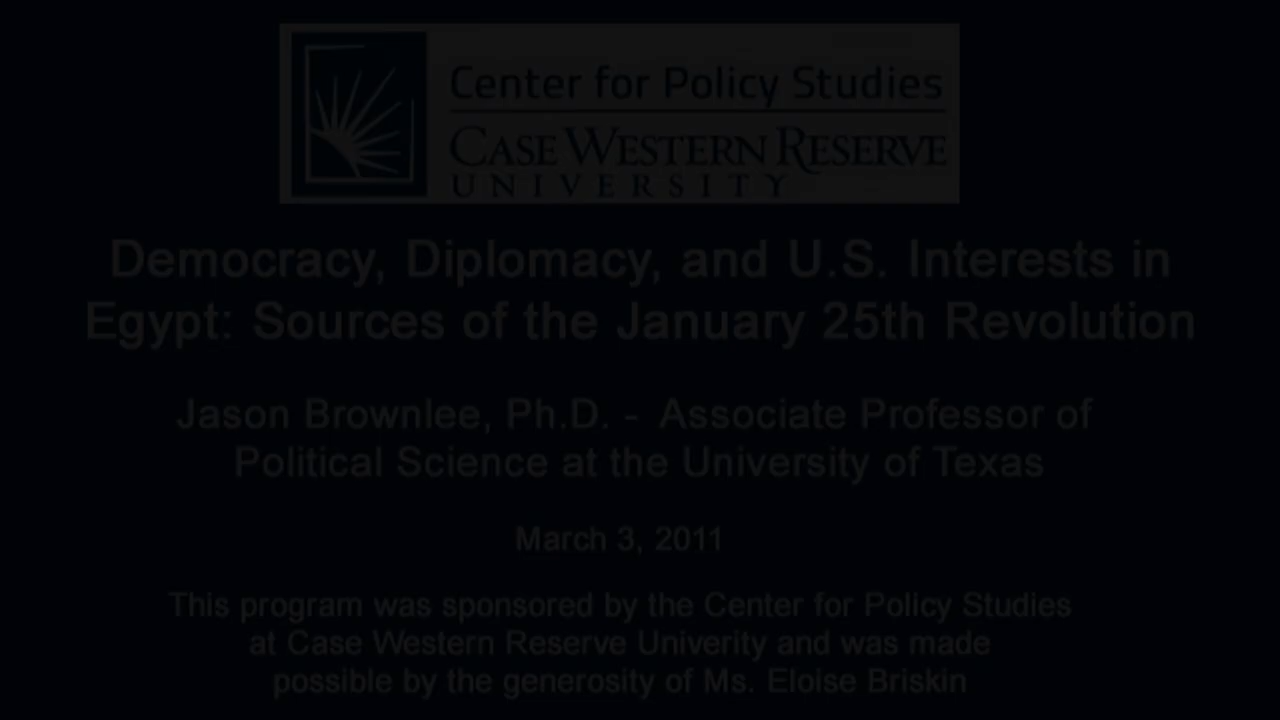 Center for Policy Studies
CASE WESTERN RESERVE
UNIVERSITY
Democracy, Diplomacy, and U.S. Interests in
Egypt: Sources of the January 25th Revolution
Jason Brownlee, Ph.D. - Associate Professor of
Political Science at the University of Texas
March 3, 2011
This program was sponsored by the Center for Policy Studies
at Case Western Reserve Univerity and was made
possible by the generosity of Ms. Eloise Briskin